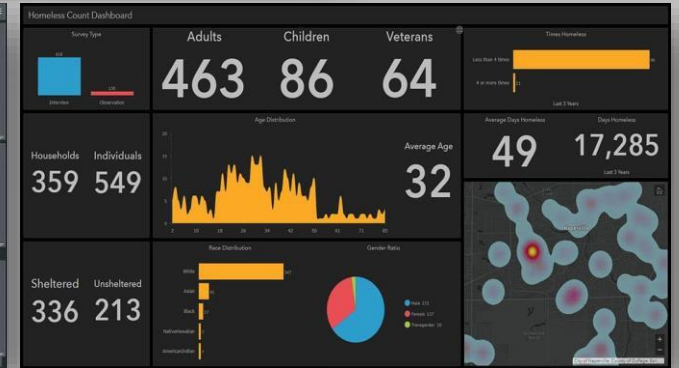 Homeless Count Dashboard
Survey Type
Interview
Observation
Adults
463
Children
86
Veterans
64
Times Homeless
Less than 4 times
4 or more times
Last 3 Years
Households
359
Individuals
549
Age Distribution
Average Age
32
Average Days Homeless
49
Days Homeless
17,285
Last 3 Years
Sheltered
336
Unsheltered
213
Race Distribution
White
Asian
Black
Gender Ratio
Male
Female
Transgender